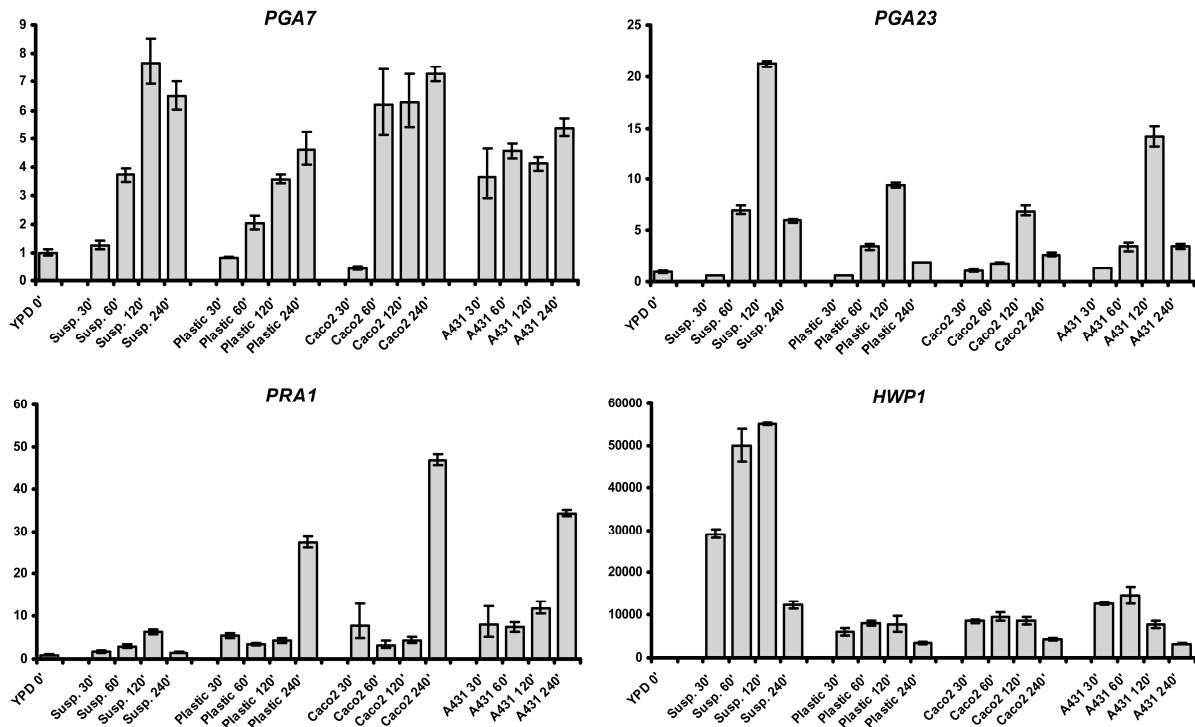 PGA7
9
8
7
6
5
4
3
2
1
0
YPD 0'
Susp. 30'
Susp. 60'
Susp. 120'
Susp. 240'
Plastic 30'
Plastic 60'
Plastic 120'
Plastic 240'
Caco2 30'
Caco2 60'
Caco2 120'
Caco2 240'
A431 30'
A431 60'
A431 120'
A431 240'
PGA23
25
20
15
10
5
0
YPD 0'
Susp. 30'
Susp. 60'
Susp. 120'
Susp. 240'
Plastic 30'
Plastic 60'
Plastic 120'
Plastic 240'
Caco2 30'
Caco2 60'
Caco2 120'
Caco2 240'
A431 30'
A431 60'
A431 120'
A431 240'
PRA1
60
50
40
30
20
10
0
YPD 0'
Susp. 30'
Susp. 60'
Susp. 120'
Susp. 240'
Plastic 30'
Plastic 60'
Plastic 120'
Plastic 240'
Caco2 30'
Caco2 60'
Caco2 120'
Caco2 240'
A431 30'
A431 60'
A431 120'
A431 240'
HWP1
60000
50000
40000
30000
20000
10000
0
YPD 0'
Susp. 30'
Susp. 60'
Susp. 120'
Susp. 240'
Plastic 30'
Plastic 60'
Plastic 120'
Plastic 240'
Caco2 30'
Caco2 60'
Caco2 120'
Caco2 240'
A431 30'
A431 60'
A431 120'
A431 240'